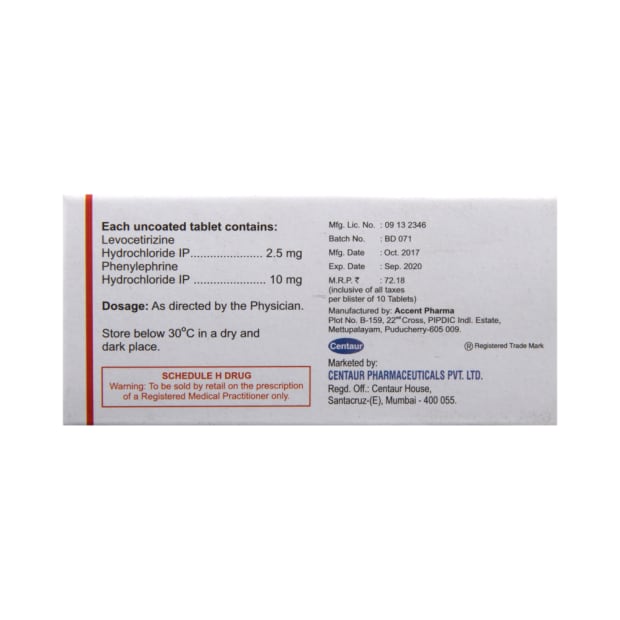 Each uncoated tablet contains:
Levocetirizine
Hydrochloride IP...................... 2.5 mg
Phenylephrine
Hydrochloride IP ...................... 10 mg
Dosage: As directed by the Physician.
Store below 30°C in a dry and
dark place.
SCHEDULE H DRUG
Warning: To be sold by retail on the prescription
of a Registered Medical Practitioner only.
Mfg. Lic. No. : 09 13 2346
Batch No. : BD 071
Mfg. Date : Oct. 2017
Exp. Date : Sep. 2020
M.R.P. ₹ : 72.18
(inclusive of all taxes
per blister of 10 Tablets)
Manufactured by: Accent Pharma
Plot No. B-159, 22nd Cross, PIPDIC Indl. Estate,
Mettupalayam, Puducherry-605 009.
Centaur
® Registered Trade Mark
Marketed by:
CENTAUR PHARMACEUTICALS PVT. LTD.
Regd. Off.: Centaur House,
Santacruz-(E), Mumbai - 400 055.